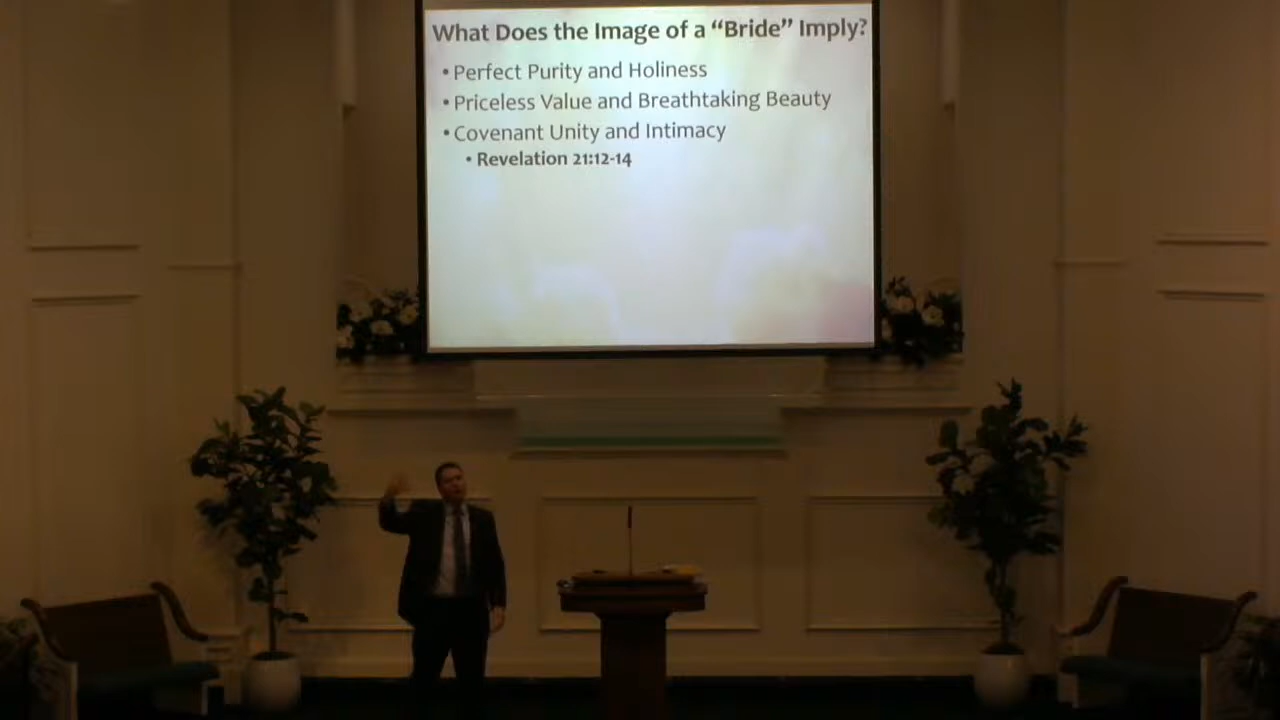 What Does the Image of a “Bride” Imply?
• Perfect Purity and Holiness
• Priceless Value and Breathtaking Beauty
• Covenant Unity and Intimacy
• Revelation 21:12-14